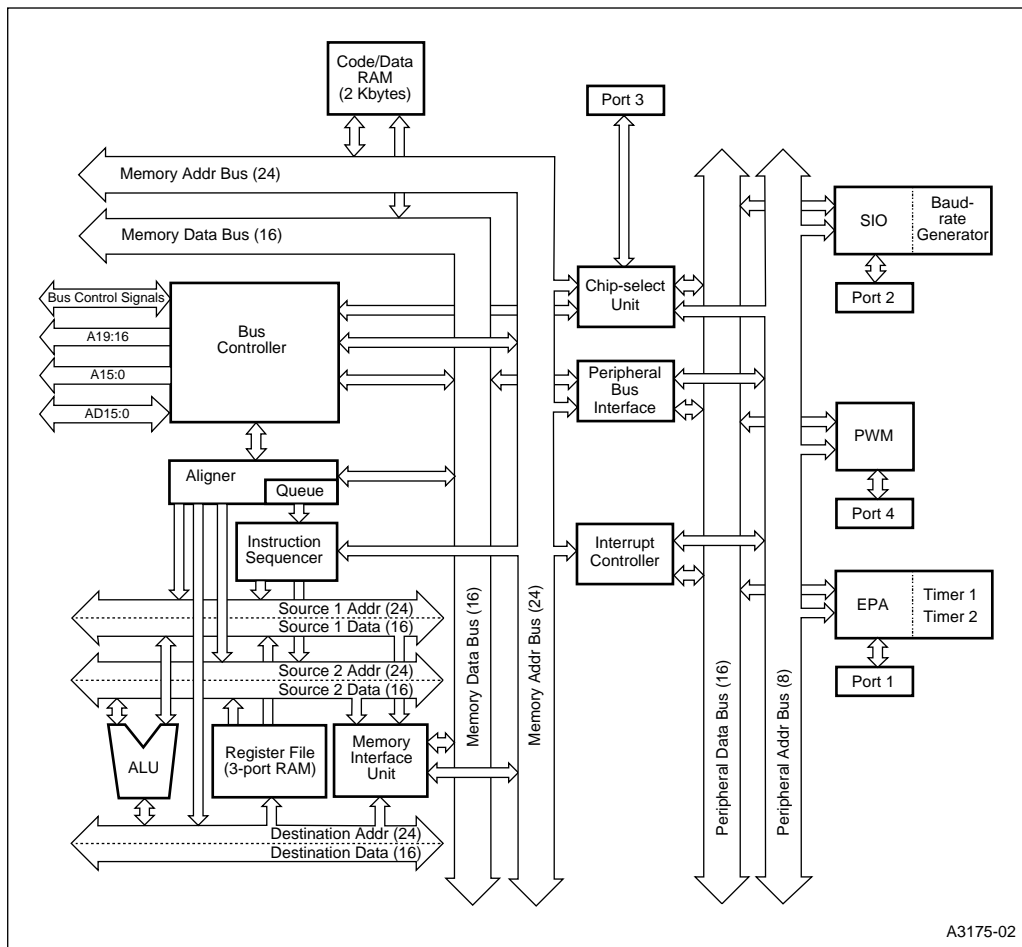 Code/Data
RAM
(2 Kbytes)
Port 3
Memory Addr Bus (24)
Memory Data Bus (16)
SIO
Baud-
rate
Generator
Port 2
Bus Control Signals
A19:16
A15:0
AD15:0
Bus
Controller
Chip-select
Unit
Peripheral
Bus
Interface
PWM
Port 4
Aligner
Queue
Instruction
Sequencer
Interrupt
Controller
EPA
Timer 1
Timer 2
Port 1
Source 1 Addr (24)
Source 1 Data (16)
Source 2 Addr (24)
Source 2 Data (16)
ALU
Register File
(3-port RAM)
Memory
Interface
Unit
Destination Addr (24)
Destination Data (16)
Memory Data Bus (16)
Memory Addr Bus (24)
Peripheral Data Bus (16)
Peripheral Addr Bus (8)
A3175-02